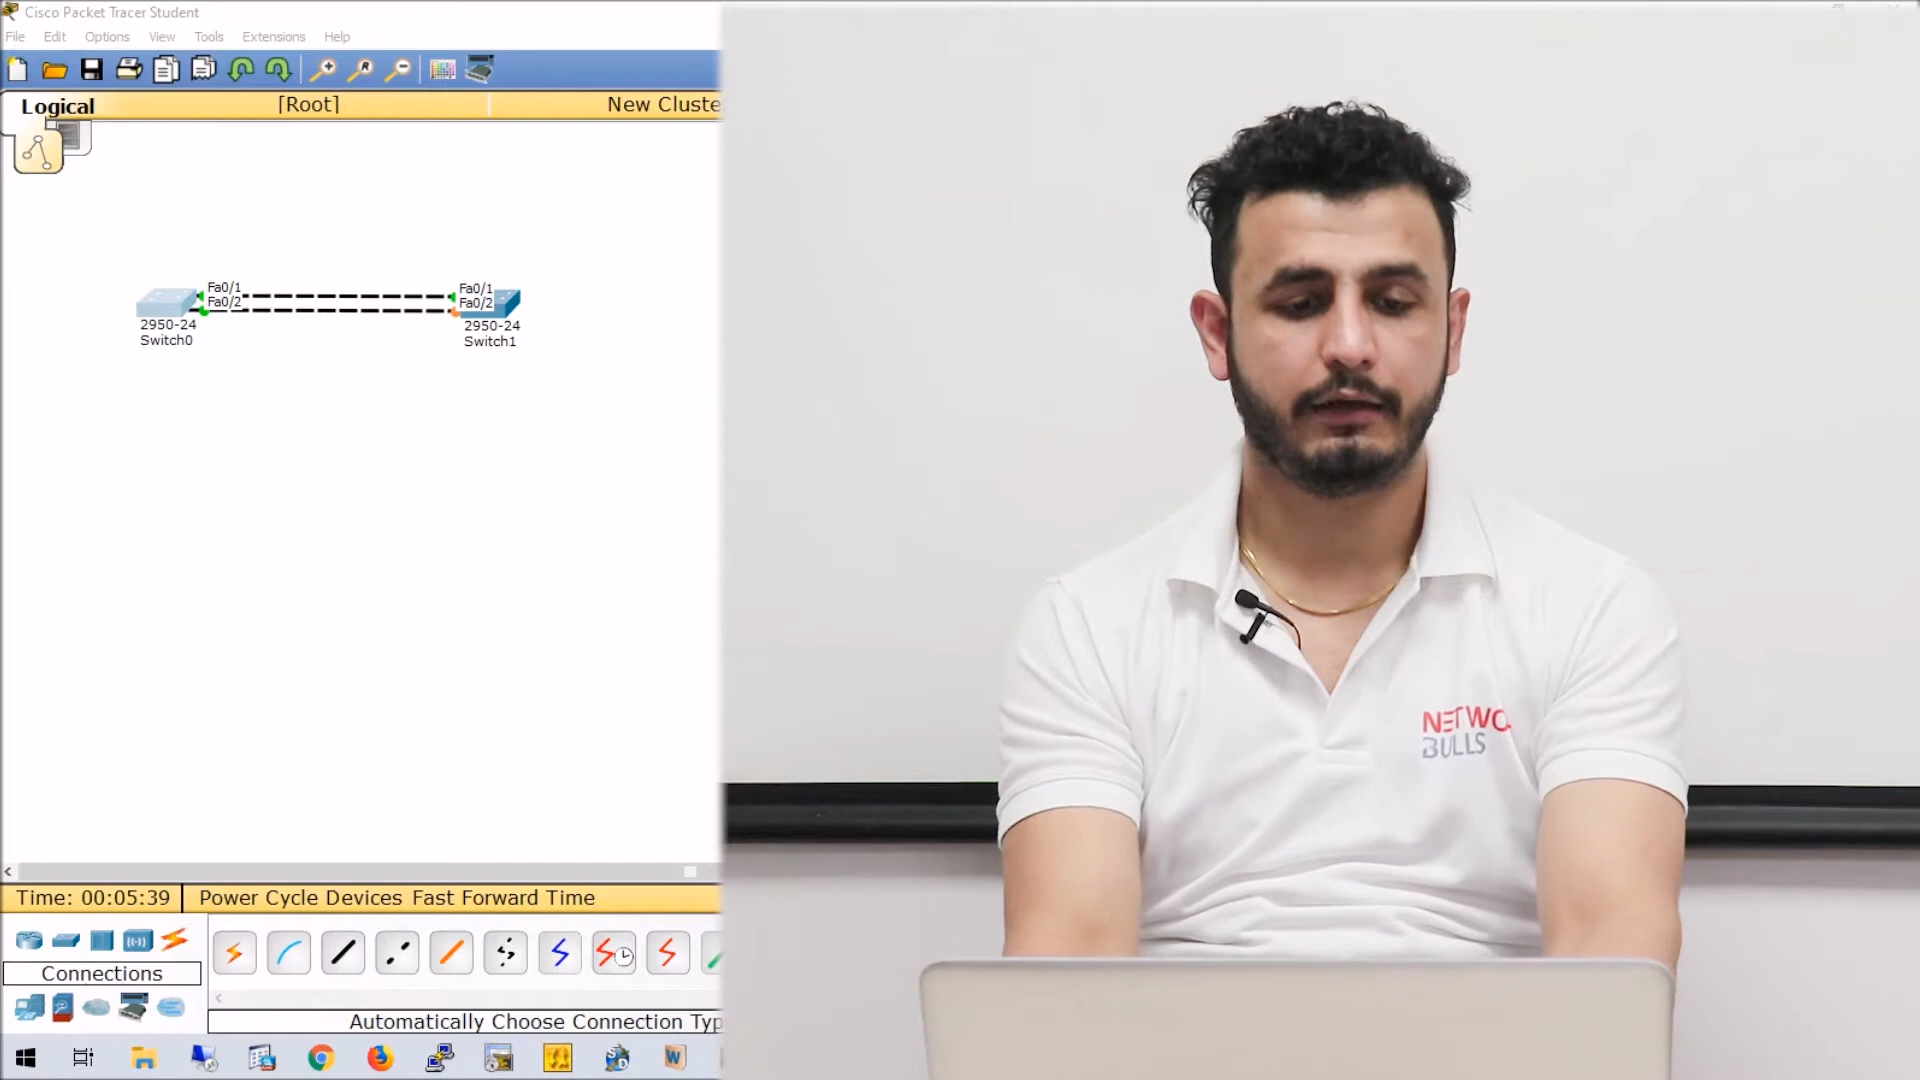 Cisco Packet Tracer Student
File Edit Options View Tools Extensions Help
Logical [Root] New Cluste
Fa0/1 Fa0/1
Fa0/2 Fa0/2
2950-24 2950-24
Switch0 Switch1
NETWO
BULLS
Time: 00:05:39 Power Cycle Devices Fast Forward Time
Connections
Automatically Choose Connection Typ